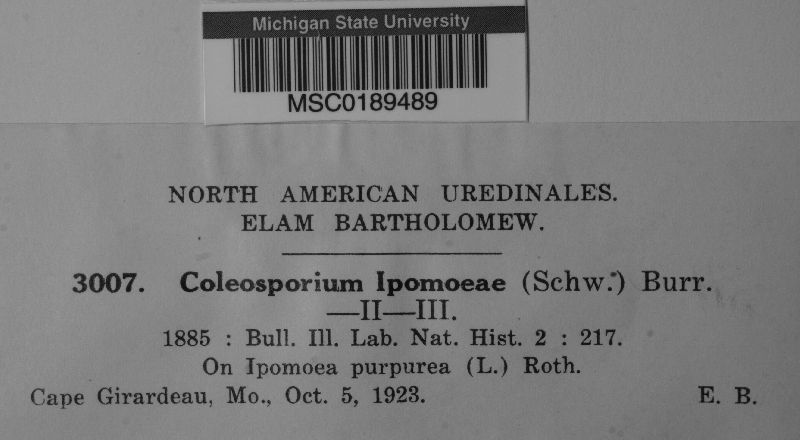 Michigan State University
MSC0189489
NORTH AMERICAN UREDINALES.
ELAM BARTHOLOMEW.
3007. Coleosporium Ipomoeae (Schw.) Burr.
—II—III.
1885 : Bull. Ill. Lab. Nat. Hist. 2 : 217.
On Ipomoea purpurea (L.) Roth.
Cape Girardeau, Mo., Oct. 5, 1923. E. B.